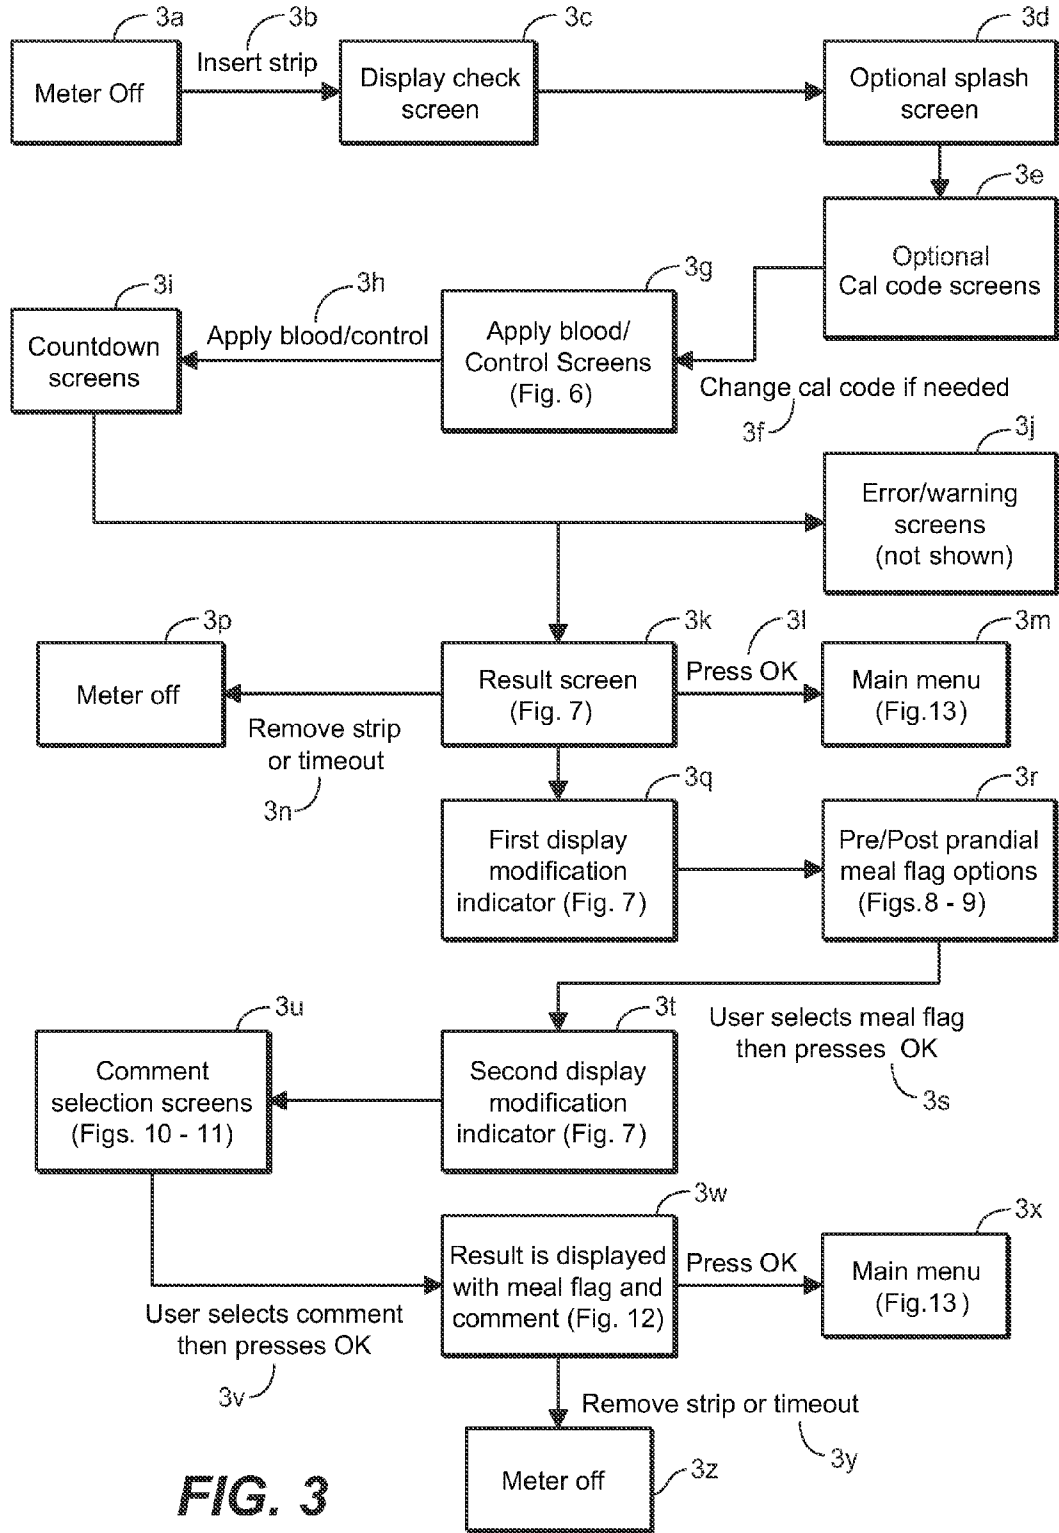 3a
3b
3c
3d
Meter Off
Insert strip
Display check
screen
Optional splash
screen
3e
Optional
Cal code screens
3i
3h
3g
Countdown
screens
Apply blood/control
Apply blood/
Control Screens
(Fig. 6)
Change cal code if needed
3f
3j
Error/warning
screens
(not shown)
3p
3k
3l
3m
Meter off
Result screen
(Fig. 7)
Press OK
Main menu
(Fig.13)
Remove strip
or timeout
3n
3q
3r
First display
modification
indicator (Fig. 7)
Pre/Post prandial
meal flag options
(Figs.8 - 9)
User selects meal flag
then presses OK
3s
3u
3t
Comment
selection screens
(Figs. 10 - 11)
Second display
modification
indicator (Fig. 7)
3w
3x
Result is displayed
with meal flag and
comment (Fig. 12)
Press OK
Main menu
(Fig.13)
User selects comment
then presses OK
3v
Remove strip or timeout
3y
Meter off
3z
FIG. 3